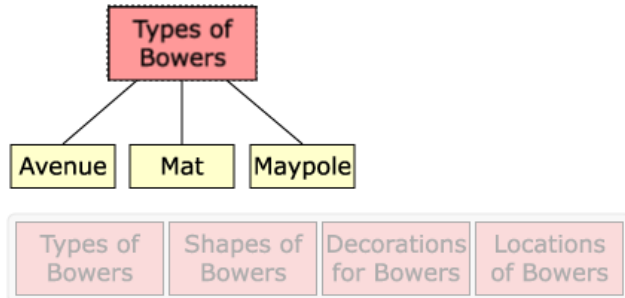 Types of
Bowers
Avenue
Mat
Maypole
Types of
Bowers
Shapes of
Bowers
Decorations
for Bowers
Locations
of Bowers